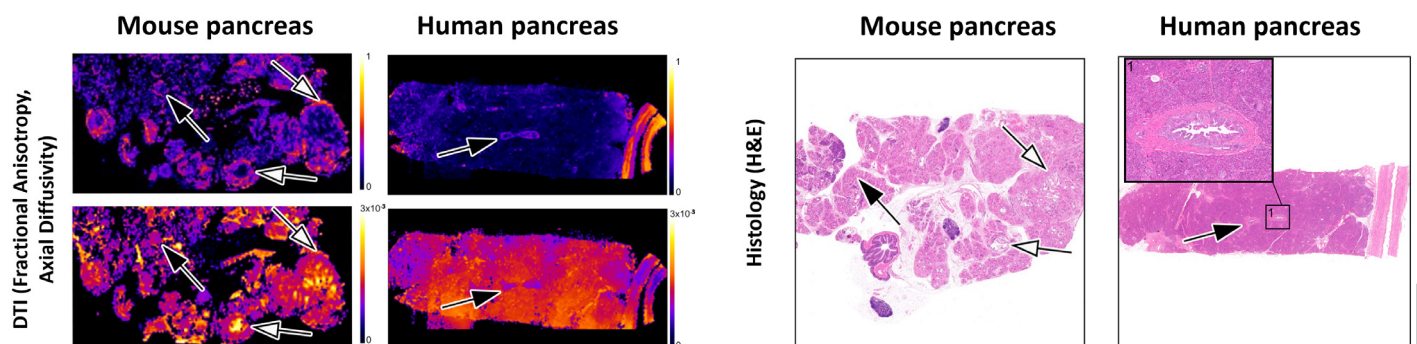 Mouse pancreas
Human pancreas
Mouse pancreas
Human pancreas
DTI (Fractional Anisotropy,
Axial Diffusivity)
1
0
1
0
3x10⁻³
0
3x10⁻³
0
Histology (H&E)
1
1